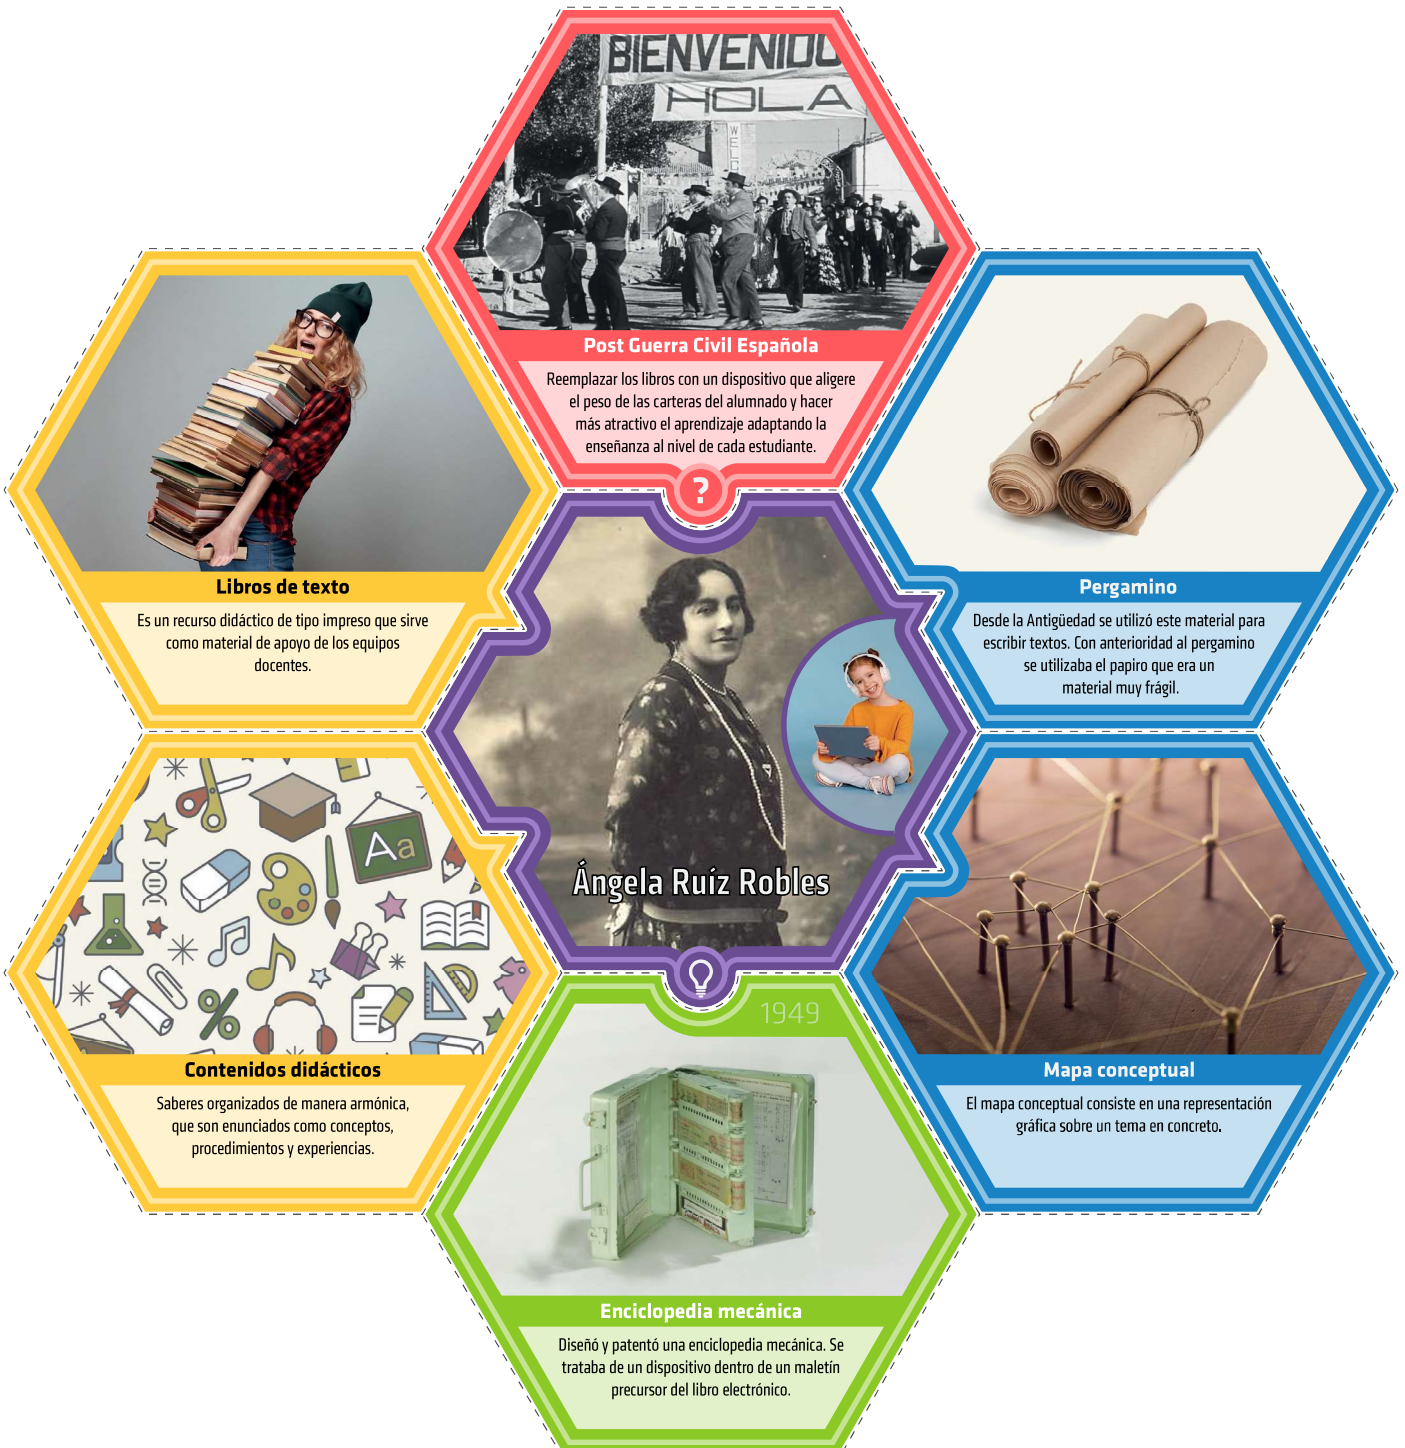 BIENVENIDO
HOLA
WELC
Post Guerra Civil Española
Reemplazar los libros con un dispositivo que aligere
el peso de las carteras del alumnado y hacer
más atractivo el aprendizaje adaptando la
enseñanza al nivel de cada estudiante.
?
Libros de texto
Es un recurso didáctico de tipo impreso que sirve
como material de apoyo de los equipos
docentes.
Pergamino
Desde la Antigüedad se utilizó este material para
escribir textos. Con anterioridad al pergamino
se utilizaba el papiro que era un
material muy frágil.
Ángela Ruíz Robles
Aa
%
Contenidos didácticos
Saberes organizados de manera armónica,
que son enunciados como conceptos,
procedimientos y experiencias.
Mapa conceptual
El mapa conceptual consiste en una representación
gráfica sobre un tema en concreto.
1949
Enciclopedia mecánica
Diseñó y patentó una enciclopedia mecánica. Se
trataba de un dispositivo dentro de un maletín
precursor del libro electrónico.